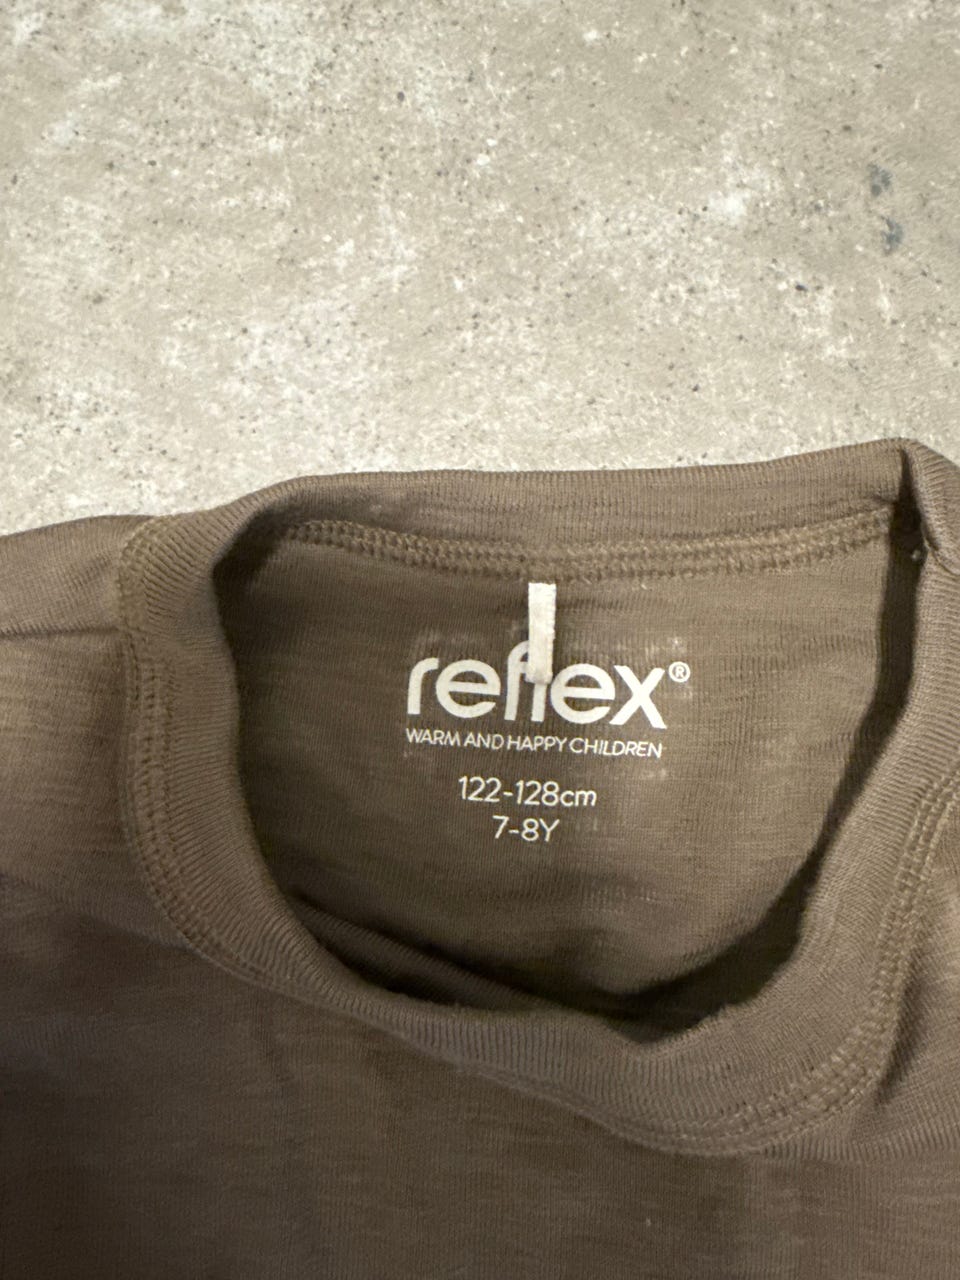 reflex®
WARM AND HAPPY CHILDREN
122-128cm
7-8Y